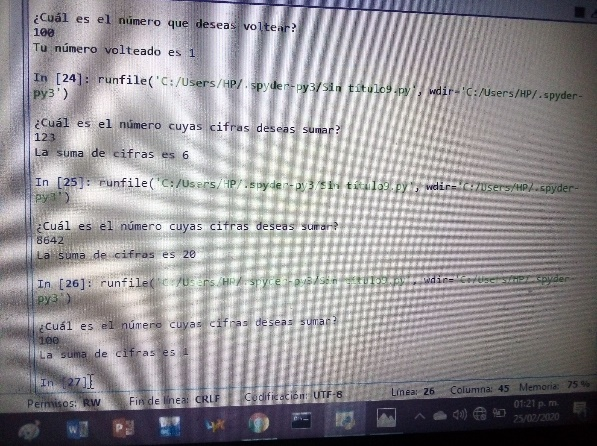 ¿Cuál es el número que deseas voltear?
100
Tu número volteado es 1
In [24]: runfile('C:/Users/HP/.spyder-py3/Sin título9.py', wdir='C:/Users/HP/.spyder-
py3')
¿Cuál es el número cuyas cifras deseas sumar?
123
La suma de cifras es 6
In [25]: runfile('C:/Users/HP/.spyder-py3/Sin título9.py', wdir='C:/Users/HP/.spyder-
py3')
¿Cuál es el número cuyas cifras deseas sumar?
8642
La suma de cifras es 20
In [26]: runfile('C:/Users/HP/.spyder-py3/Sin título9.py', wdir='C:/Users/HP/.spyder-
py3')
¿Cuál es el número cuyas cifras deseas sumar?
100
La suma de cifras es 1
In [27]:
Permisos: RW Fin de línea: CRLF Codificación: UTF-8 Línea: 26 Columna: 45 Memoria: 75 %
01:21 p. m.
25/02/2020